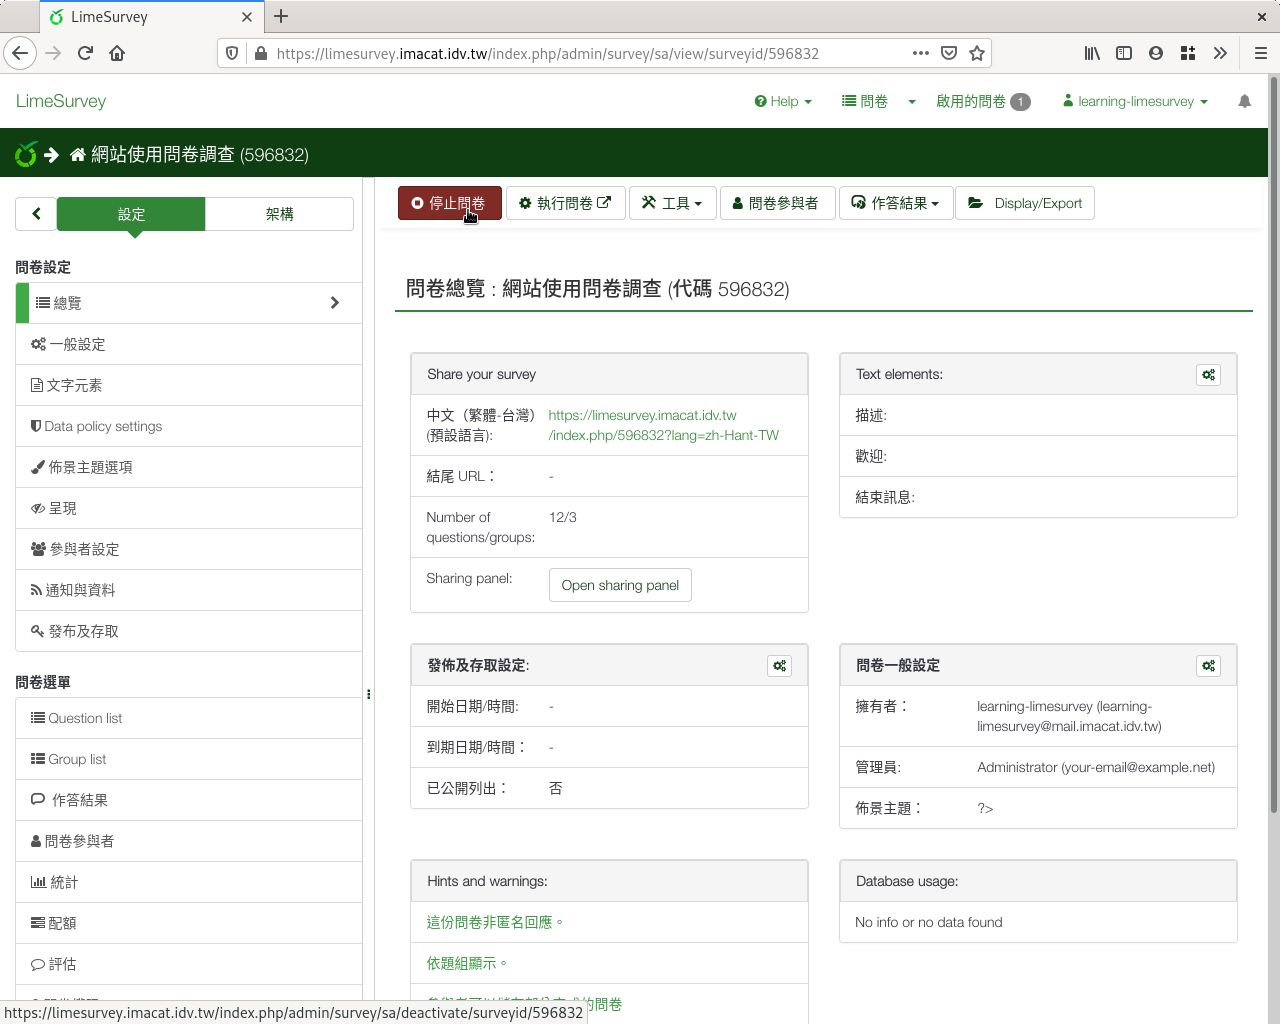 LimeSurvey
https://limesurvey.imacat.idv.tw/index.php/admin/survey/sa/view/surveyid/596832
LimeSurvey
Help
問卷
啟用的問卷 1
learning-limesurvey
網站使用問卷調查 (596832)
設定
架構
停止問卷
執行問卷
工具
問卷參與者
作答結果
Display/Export
問卷設定
總覽
一般設定
文字元素
Data policy settings
佈景主題選項
呈現
參與者設定
通知與資料
發布及存取
問卷選單
Question list
Group list
作答結果
問卷參與者
統計
配額
評估
問卷總覽 : 網站使用問卷調查 (代碼 596832)
Share your survey
中文（繁體-台灣）
(預設語言):
https://limesurvey.imacat.idv.tw
/index.php/596832?lang=zh-Hant-TW
結尾 URL：
-
Number of
questions/groups:
12/3
Sharing panel:
Open sharing panel
Text elements:
描述:
歡迎:
結束訊息:
發佈及存取設定:
開始日期/時間:
-
到期日期/時間：
-
已公開列出：
否
問卷一般設定
擁有者：
learning-limesurvey (learning-
limesurvey@mail.imacat.idv.tw)
管理員:
Administrator (your-email@example.net)
佈景主題：
?>
Hints and warnings:
這份問卷非匿名回應。
依題組顯示。
的問卷
Database usage:
No info or no data found
https://limesurvey.imacat.idv.tw/index.php/admin/survey/sa/deactivate/surveyid/596832